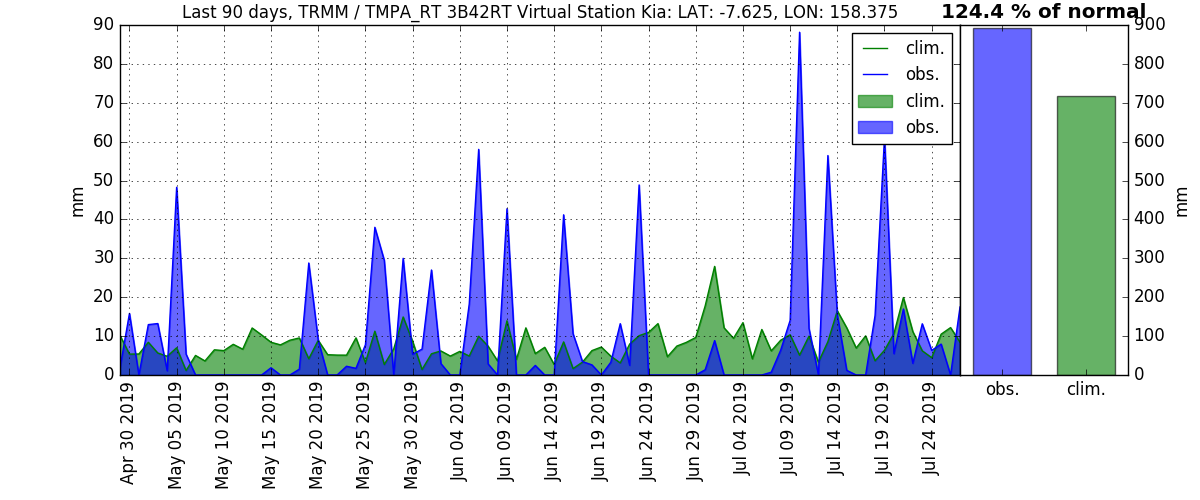 Last 90 days, TRMM / TMPA_RT 3B42RT Virtual Station Kia: LAT: -7.625, LON: 158.375
124.4 % of normal
90
80
70
60
50
40
30
20
10
0
mm
clim.
obs.
clim.
obs.
900
800
700
600
500
400
300
200
100
0
mm
obs.
clim.
Apr 30 2019
May 05 2019
May 10 2019
May 15 2019
May 20 2019
May 25 2019
May 30 2019
Jun 04 2019
Jun 09 2019
Jun 14 2019
Jun 19 2019
Jun 24 2019
Jun 29 2019
Jul 04 2019
Jul 09 2019
Jul 14 2019
Jul 19 2019
Jul 24 2019